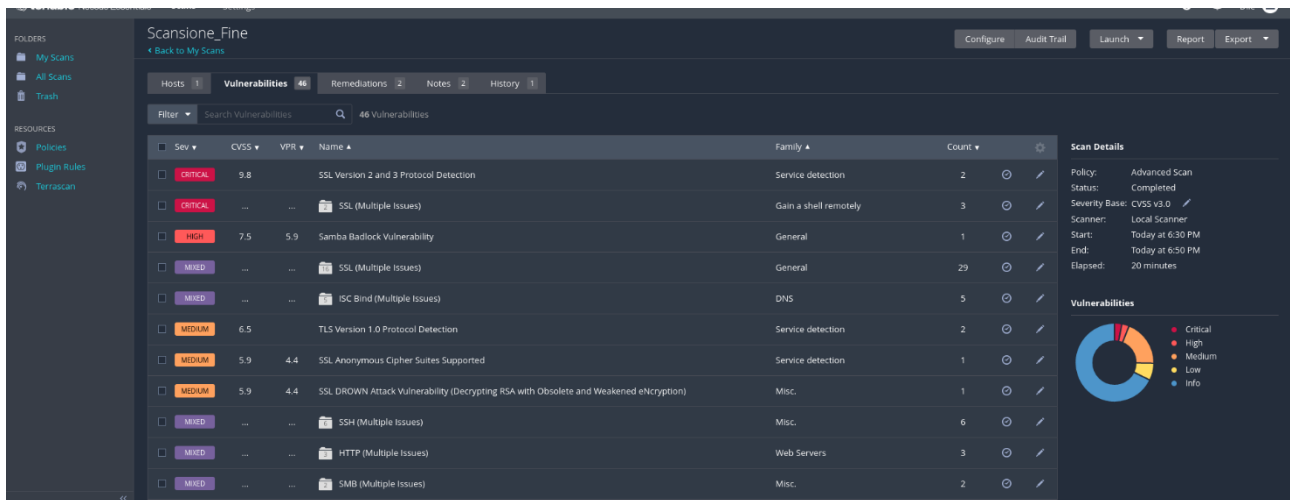 FOLDERS
My Scans
All Scans
Trash
RESOURCES
Policies
Plugin Rules
Terrascan
Scansione_Fine
Back to My Scans
Configure Audit Trail Launch Report Export
Hosts 1 Vulnerabilities 46 Remediations 2 Notes 2 History 1
Filter Search Vulnerabilities 46 Vulnerabilities
Sev CVSS VPR Name Family Count
CRITICAL 9.8 SSL Version 2 and 3 Protocol Detection Service detection 2
CRITICAL ... ... 2 SSL (Multiple Issues) Gain a shell remotely 3
HIGH 7.5 5.9 Samba Badlock Vulnerability General 1
MIXED ... ... 16 SSL (Multiple Issues) General 29
MIXED ... ... 5 ISC Bind (Multiple Issues) DNS 5
MEDIUM 6.5 TLS Version 1.0 Protocol Detection Service detection 2
MEDIUM 5.9 4.4 SSL Anonymous Cipher Suites Supported Service detection 1
MEDIUM 5.9 4.4 SSL DROWN Attack Vulnerability (Decrypting RSA with Obsolete and Weakened eNcryption) Misc. 1
MIXED ... ... 6 SSH (Multiple Issues) Misc. 6
MIXED ... ... 3 HTTP (Multiple Issues) Web Servers 3
MIXED ... ... 2 SMB (Multiple Issues) Misc. 2
Scan Details
Policy: Advanced Scan
Status: Completed
Severity Base: CVSS v3.0
Scanner: Local Scanner
Start: Today at 6:30 PM
End: Today at 6:50 PM
Elapsed: 20 minutes
Vulnerabilities
Critical
High
Medium
Low
Info